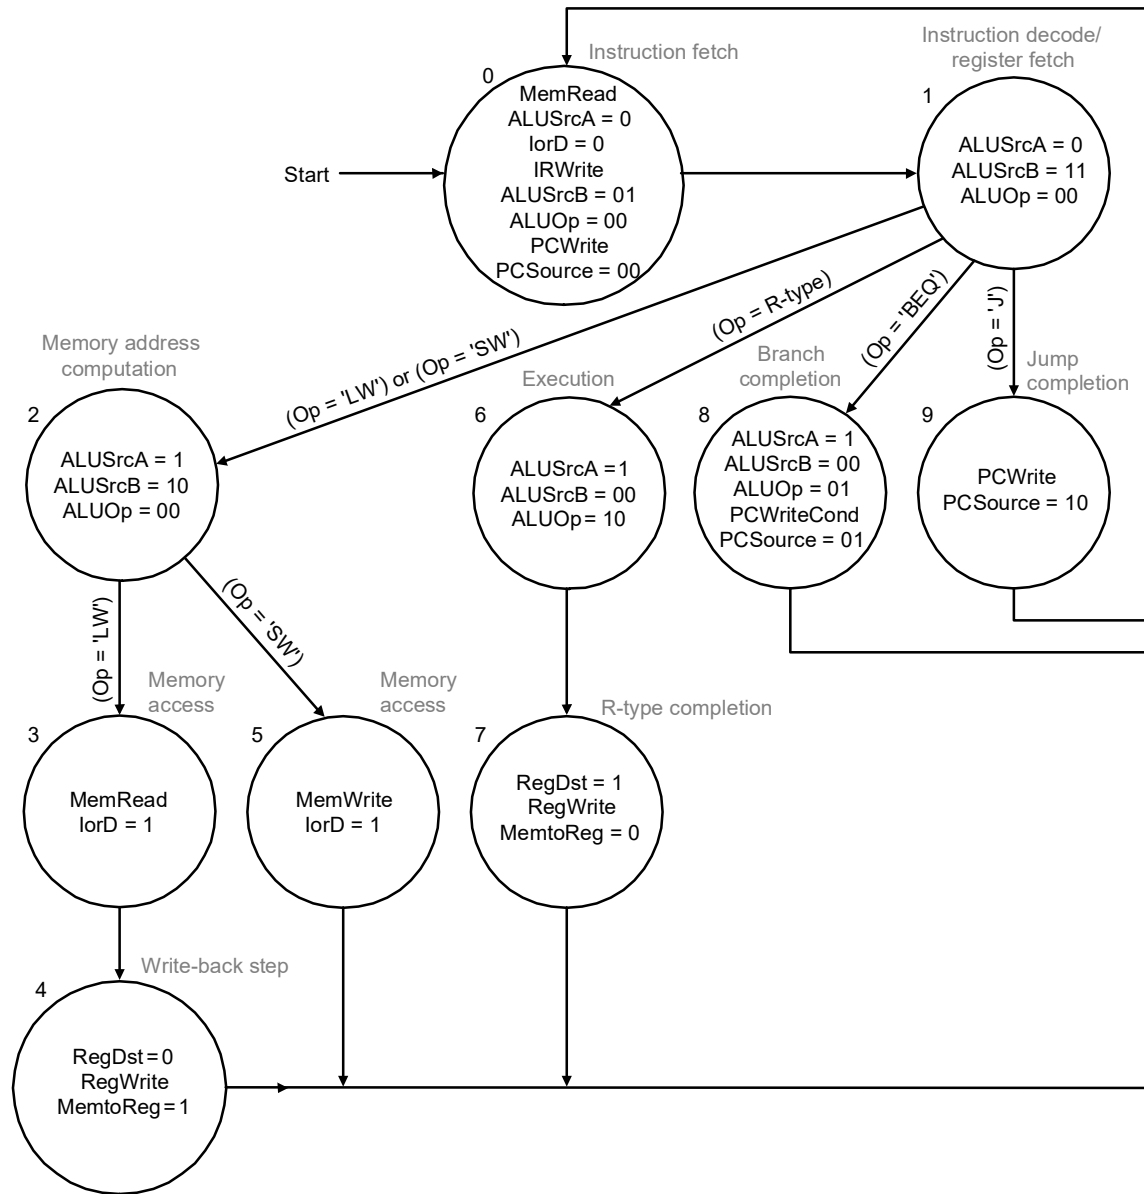 Instruction fetch
Instruction decode/
register fetch
0
MemRead
ALUSrcA = 0
IorD = 0
IRWrite
ALUSrcB = 01
ALUOp = 00
PCWrite
PCSource = 00
Start
1
ALUSrcA = 0
ALUSrcB = 11
ALUOp = 00
(Op = 'LW') or (Op = 'SW')
(Op = R-type)
(Op = 'BEQ')
(Op = 'J')
Memory address
computation
2
ALUSrcA = 1
ALUSrcB = 10
ALUOp = 00
Execution
6
ALUSrcA = 1
ALUSrcB = 00
ALUOp = 10
Branch
completion
8
ALUSrcA = 1
ALUSrcB = 00
ALUOp = 01
PCWriteCond
PCSource = 01
Jump
completion
9
PCWrite
PCSource = 10
(Op = 'LW')
(Op = 'SW')
Memory
access
3
MemRead
IorD = 1
Memory
access
5
MemWrite
IorD = 1
R-type completion
7
RegDst = 1
RegWrite
MemtoReg = 0
Write-back step
4
RegDst = 0
RegWrite
MemtoReg = 1